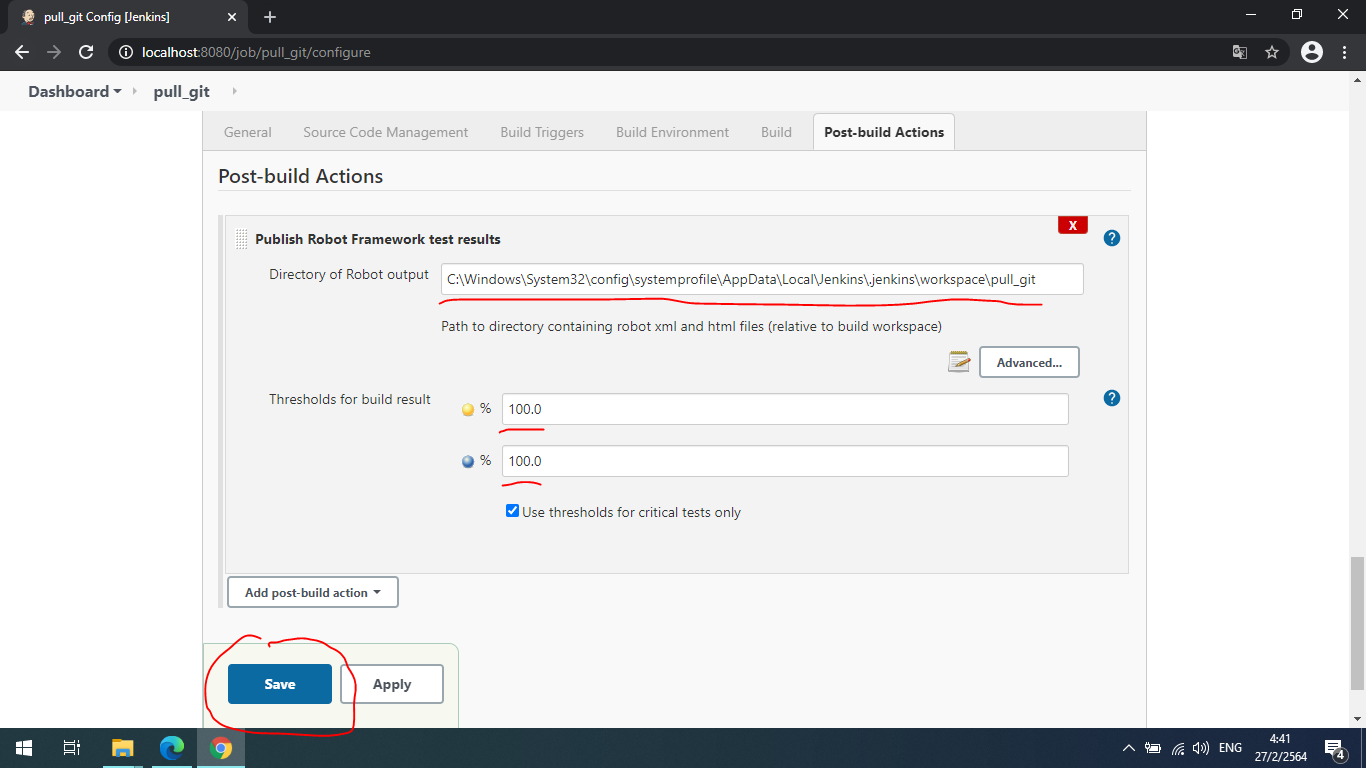 pull_git Config [Jenkins]
localhost:8080/job/pull_git/configure
Dashboard
pull_git
General Source Code Management Build Triggers Build Environment Build Post-build Actions
Post-build Actions
X
Publish Robot Framework test results ?
Directory of Robot output C:\Windows\System32\config\systemprofile\AppData\Local\Jenkins\.jenkins\workspace\pull_git
Path to directory containing robot xml and html files (relative to build workspace)
Advanced...
Thresholds for build result ?
% 100.0
% 100.0
Use thresholds for critical tests only
Add post-build action
Save Apply
4:41
ENG
27/2/2564
4